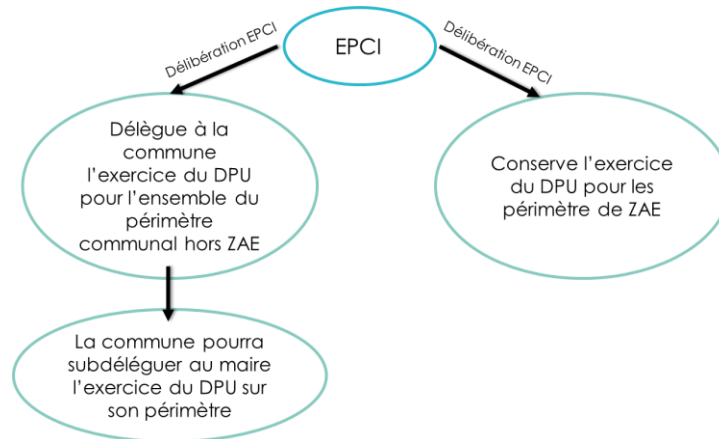 EPCI
Délibération EPCI
Délibération EPCI
Délègue à la
commune
l'exercice du DPU
pour l'ensemble du
périmètre
communal hors ZAE
Conserve l'exercice
du DPU pour les
périmètre de ZAE
La commune pourra
subdéléguer au maire
l'exercice du DPU sur
son périmètre